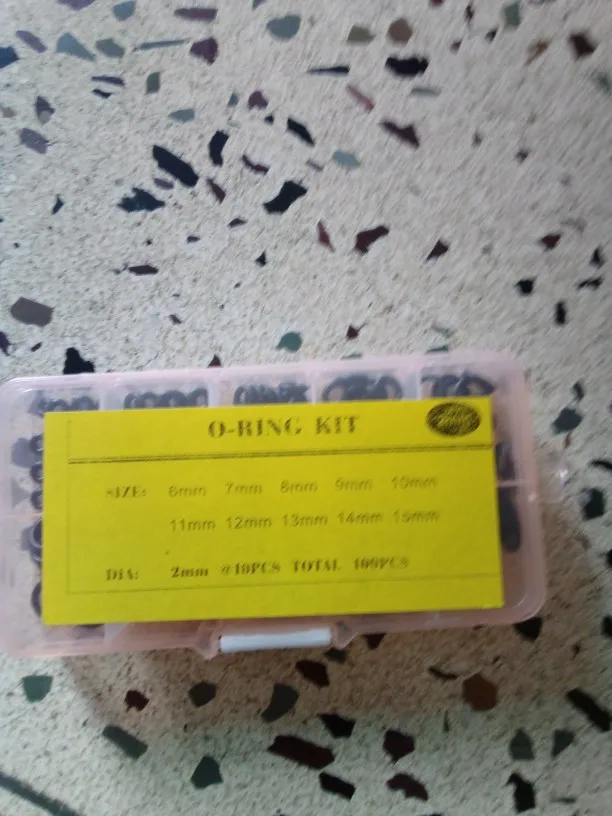 O-RING KIT
SIZE: 6mm 7mm 8mm 9mm 10mm
11mm 12mm 13mm 14mm 15mm
DIA: 2mm @10PCS TOTAL 100PCS